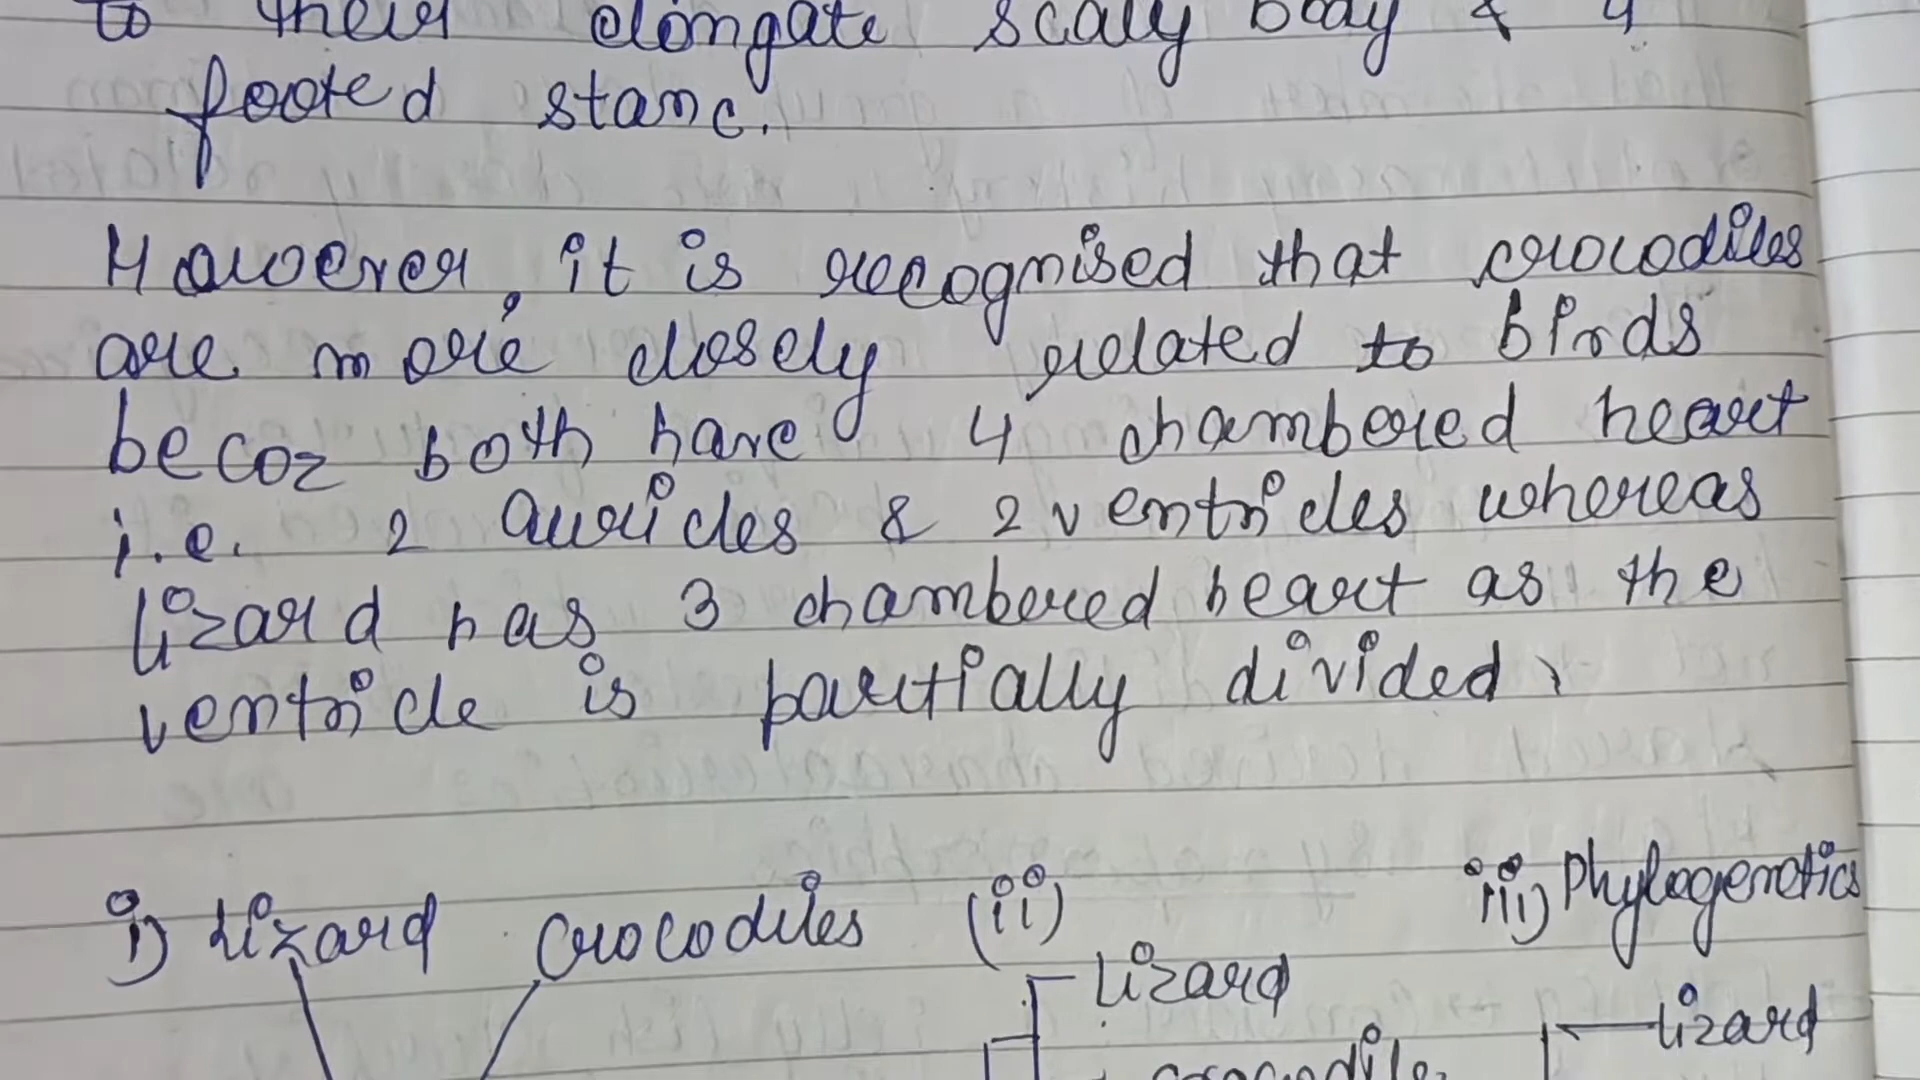 to their elongate scaly body & 4
footed stanc.
However, it is recognised that crocodiles
are more closely related to birds
becoz both have 4 chambered heart
i.e. 2 auricles & 2 ventricles whereas
lizard has 3 chambered heart as the
ventricle is partially divided.
i) Lizard Crocodiles (ii) iii) Phylogenetics
Lizard
lizard
crocodile